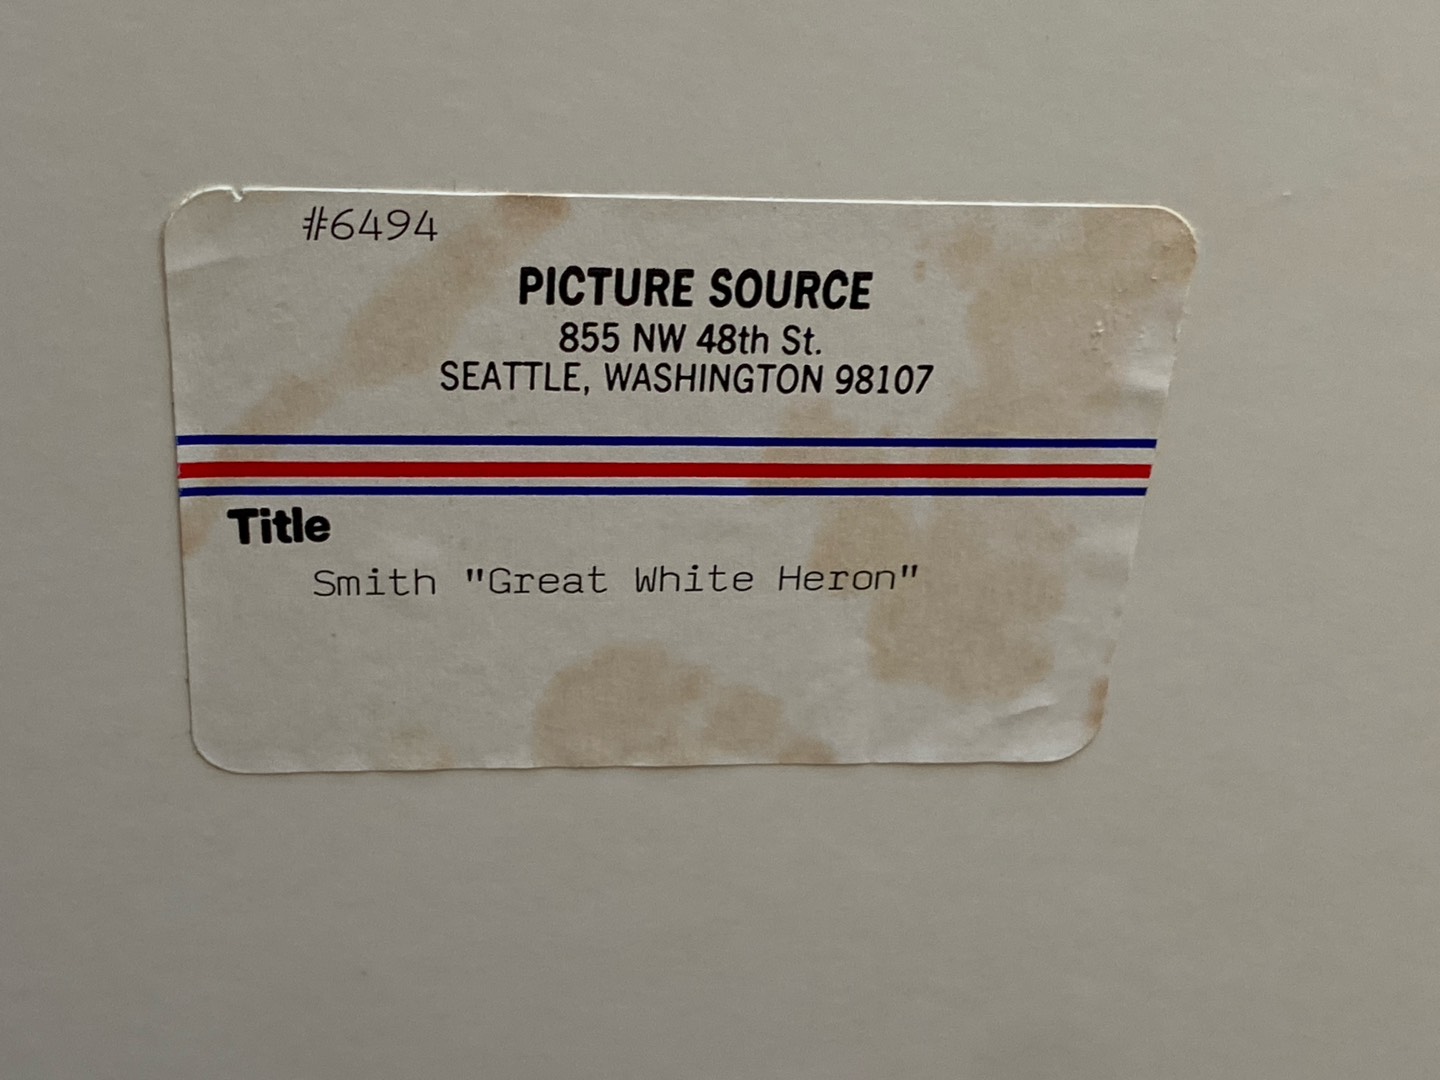 #6494
PICTURE SOURCE
855 NW 48th St.
SEATTLE, WASHINGTON 98107
Title
Smith "Great White Heron"